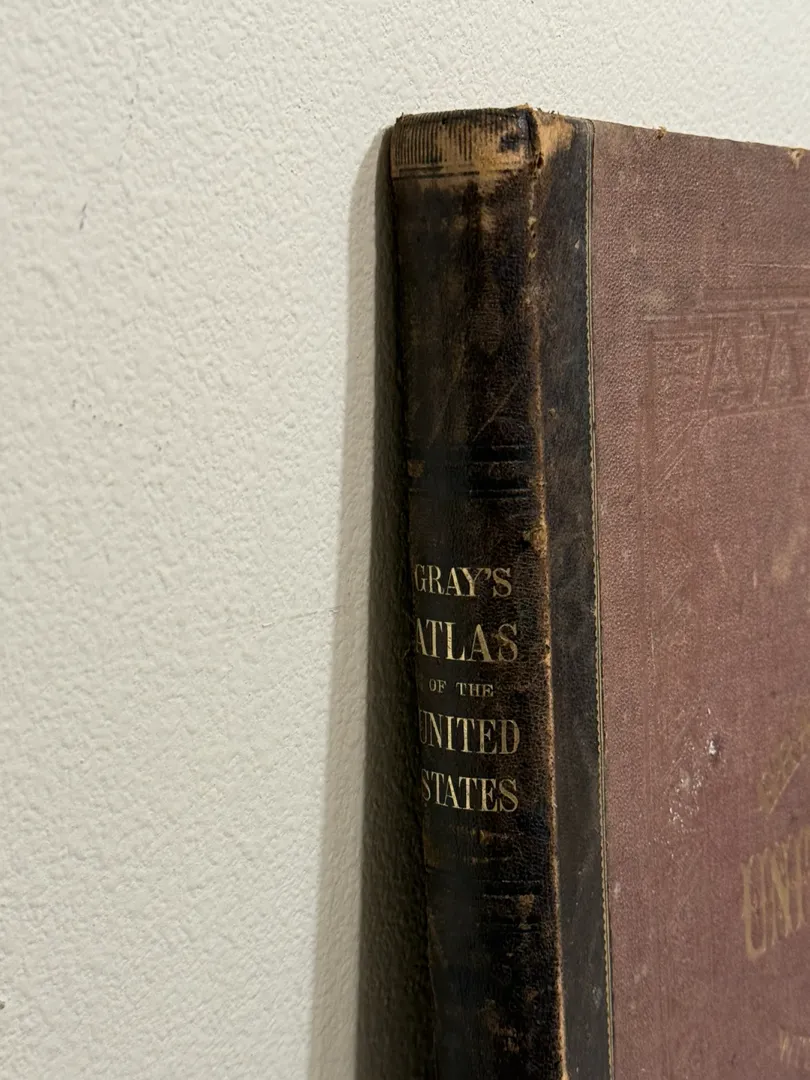 GRAY'S
ATLAS
OF THE
UNITED
STATES